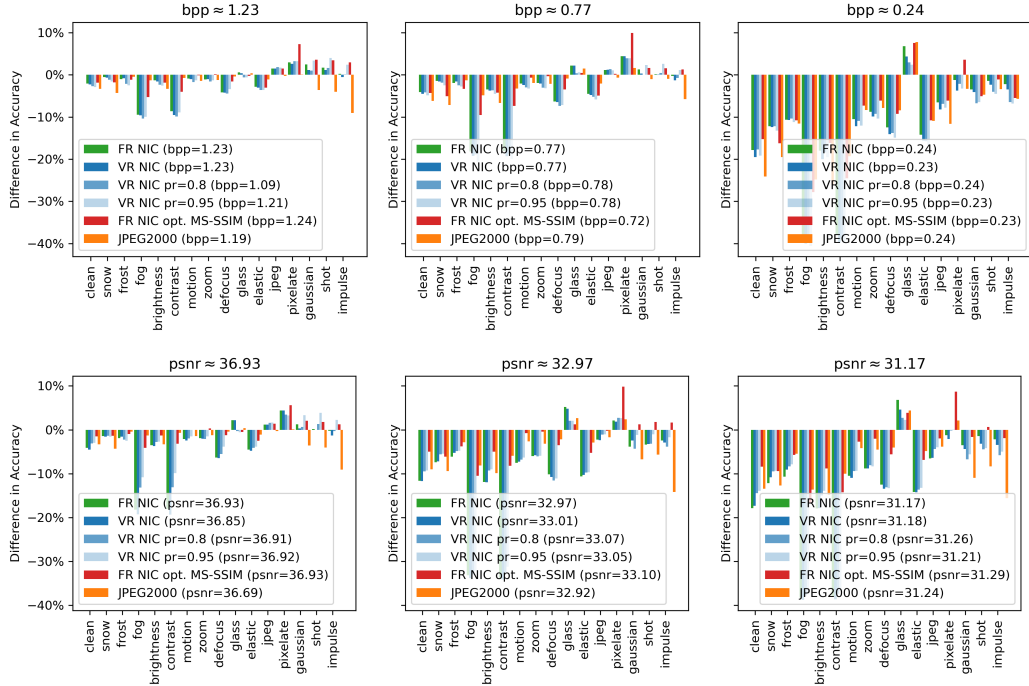 bpp ≈ 1.23
Difference in Accuracy
10%
0%
−10%
−20%
−30%
−40%
FR NIC (bpp=1.23)
VR NIC (bpp=1.23)
VR NIC pr=0.8 (bpp=1.09)
VR NIC pr=0.95 (bpp=1.21)
FR NIC opt. MS-SSIM (bpp=1.24)
JPEG2000 (bpp=1.19)
clean
snow
frost
fog
brightness
contrast
motion
zoom
defocus
glass
elastic
jpeg
pixelate
gaussian
shot
impulse
bpp ≈ 0.77
Difference in Accuracy
FR NIC (bpp=0.77)
VR NIC (bpp=0.77)
VR NIC pr=0.8 (bpp=0.78)
VR NIC pr=0.95 (bpp=0.78)
FR NIC opt. MS-SSIM (bpp=0.72)
JPEG2000 (bpp=0.79)
clean
snow
frost
fog
brightness
contrast
motion
zoom
defocus
glass
elastic
jpeg
pixelate
gaussian
shot
impulse
bpp ≈ 0.24
Difference in Accuracy
FR NIC (bpp=0.24)
VR NIC (bpp=0.23)
VR NIC pr=0.8 (bpp=0.24)
VR NIC pr=0.95 (bpp=0.23)
FR NIC opt. MS-SSIM (bpp=0.23)
JPEG2000 (bpp=0.24)
clean
snow
frost
fog
brightness
contrast
motion
zoom
defocus
glass
elastic
jpeg
pixelate
gaussian
shot
impulse
psnr ≈ 36.93
Difference in Accuracy
10%
0%
−10%
−20%
−30%
−40%
FR NIC (psnr=36.93)
VR NIC (psnr=36.85)
VR NIC pr=0.8 (psnr=36.91)
VR NIC pr=0.95 (psnr=36.92)
FR NIC opt. MS-SSIM (psnr=36.93)
JPEG2000 (psnr=36.69)
clean
snow
frost
fog
brightness
contrast
motion
zoom
defocus
glass
elastic
jpeg
pixelate
gaussian
shot
impulse
psnr ≈ 32.97
Difference in Accuracy
FR NIC (psnr=32.97)
VR NIC (psnr=33.01)
VR NIC pr=0.8 (psnr=33.07)
VR NIC pr=0.95 (psnr=33.05)
FR NIC opt. MS-SSIM (psnr=33.10)
JPEG2000 (psnr=32.92)
clean
snow
frost
fog
brightness
contrast
motion
zoom
defocus
glass
elastic
jpeg
pixelate
gaussian
shot
impulse
psnr ≈ 31.17
Difference in Accuracy
FR NIC (psnr=31.17)
VR NIC (psnr=31.18)
VR NIC pr=0.8 (psnr=31.26)
VR NIC pr=0.95 (psnr=31.21)
FR NIC opt. MS-SSIM (psnr=31.29)
JPEG2000 (psnr=31.24)
clean
snow
frost
fog
brightness
contrast
motion
zoom
defocus
glass
elastic
jpeg
pixelate
gaussian
shot
impulse